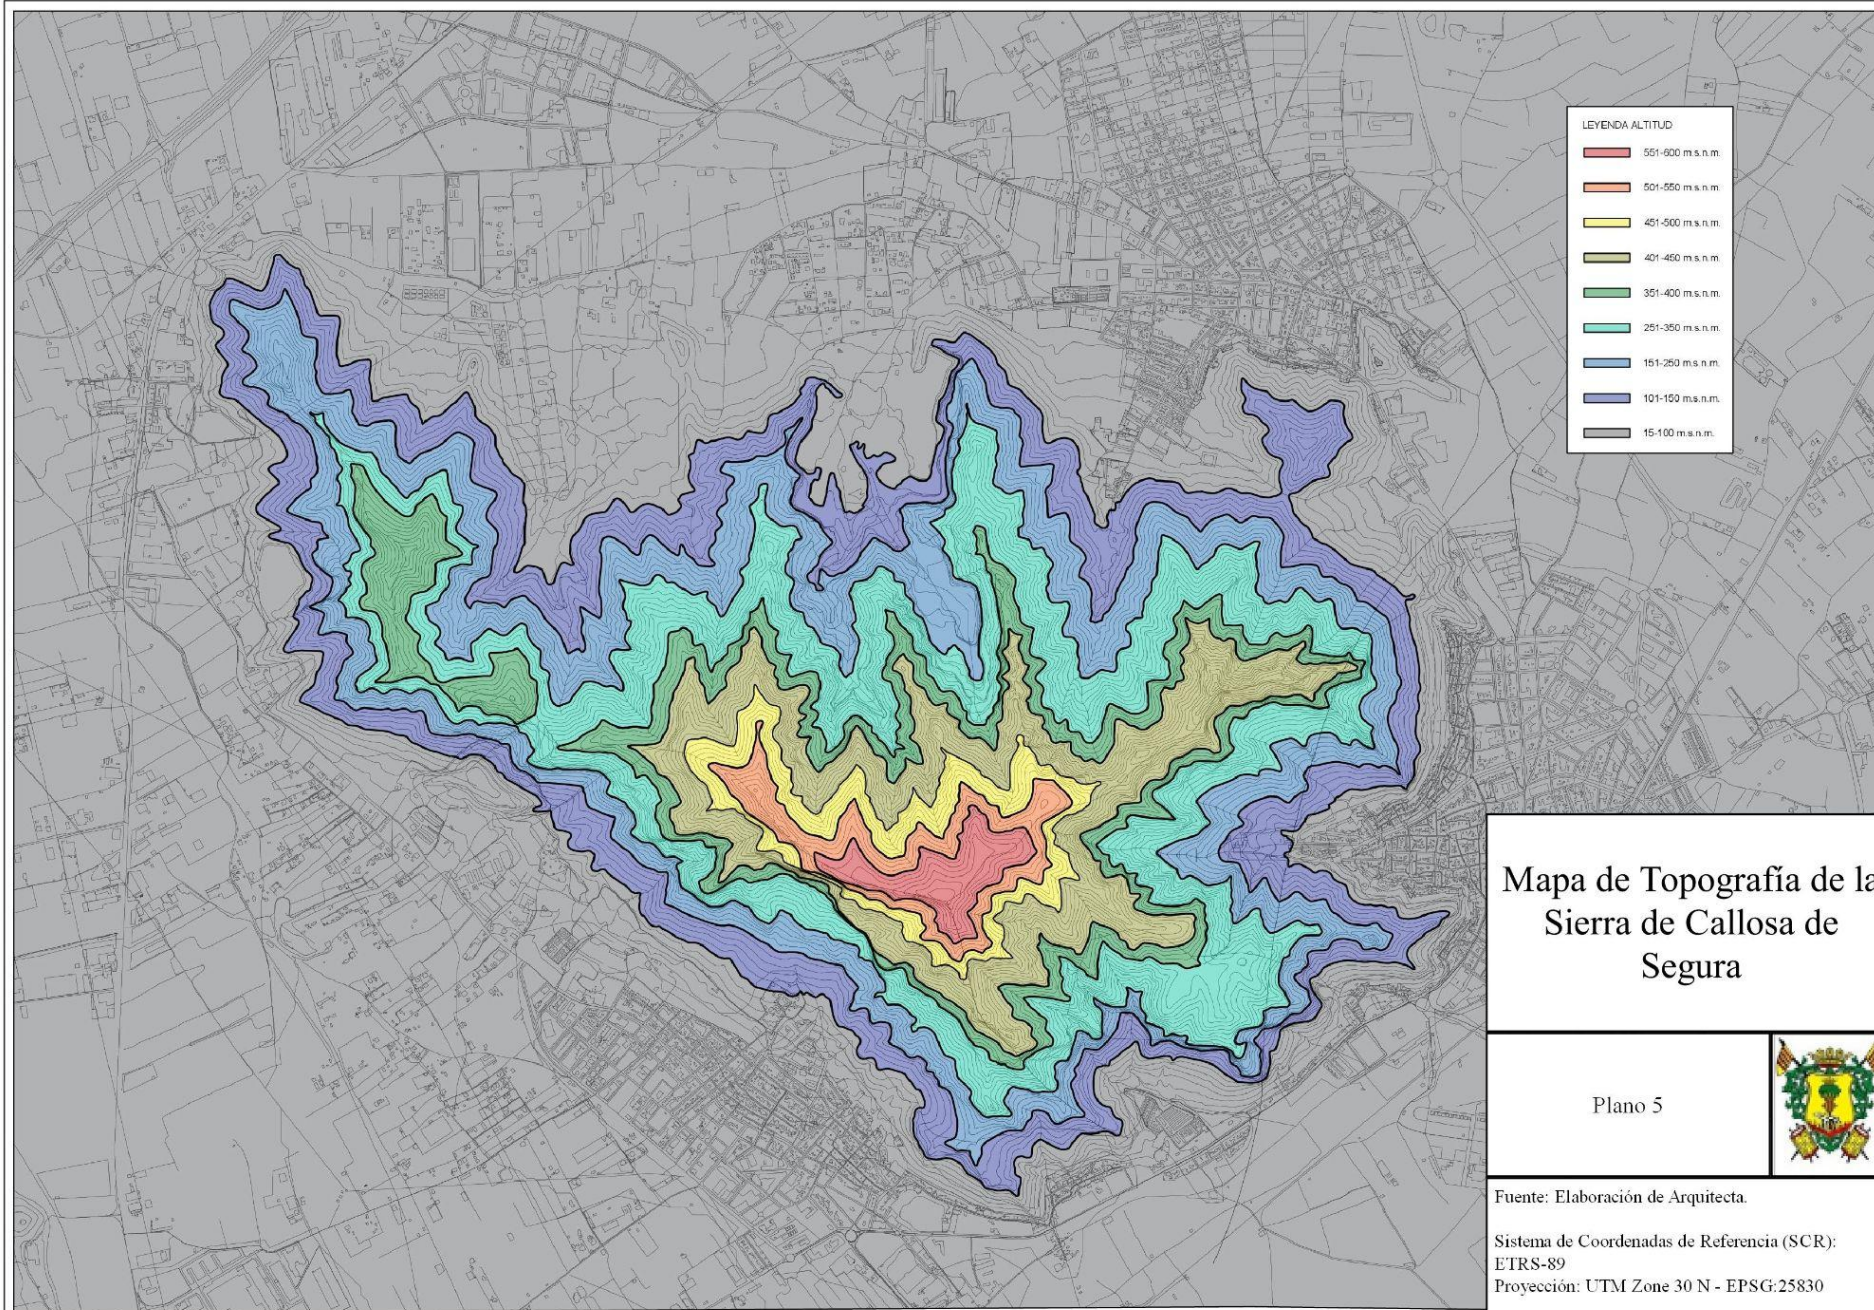 LEYENDA ALTITUD
551-600 m.s.n.m.
501-550 m.s.n.m.
451-500 m.s.n.m.
401-450 m.s.n.m.
351-400 m.s.n.m.
251-350 m.s.n.m.
151-250 m.s.n.m.
101-150 m.s.n.m.
15-100 m.s.n.m.
Mapa de Topografía de la
Sierra de Callosa de
Segura
Plano 5
Fuente: Elaboración de Arquitecta.
Sistema de Coordenadas de Referencia (SCR):
ETRS-89
Proyección: UTM Zone 30 N - EPSG:25830